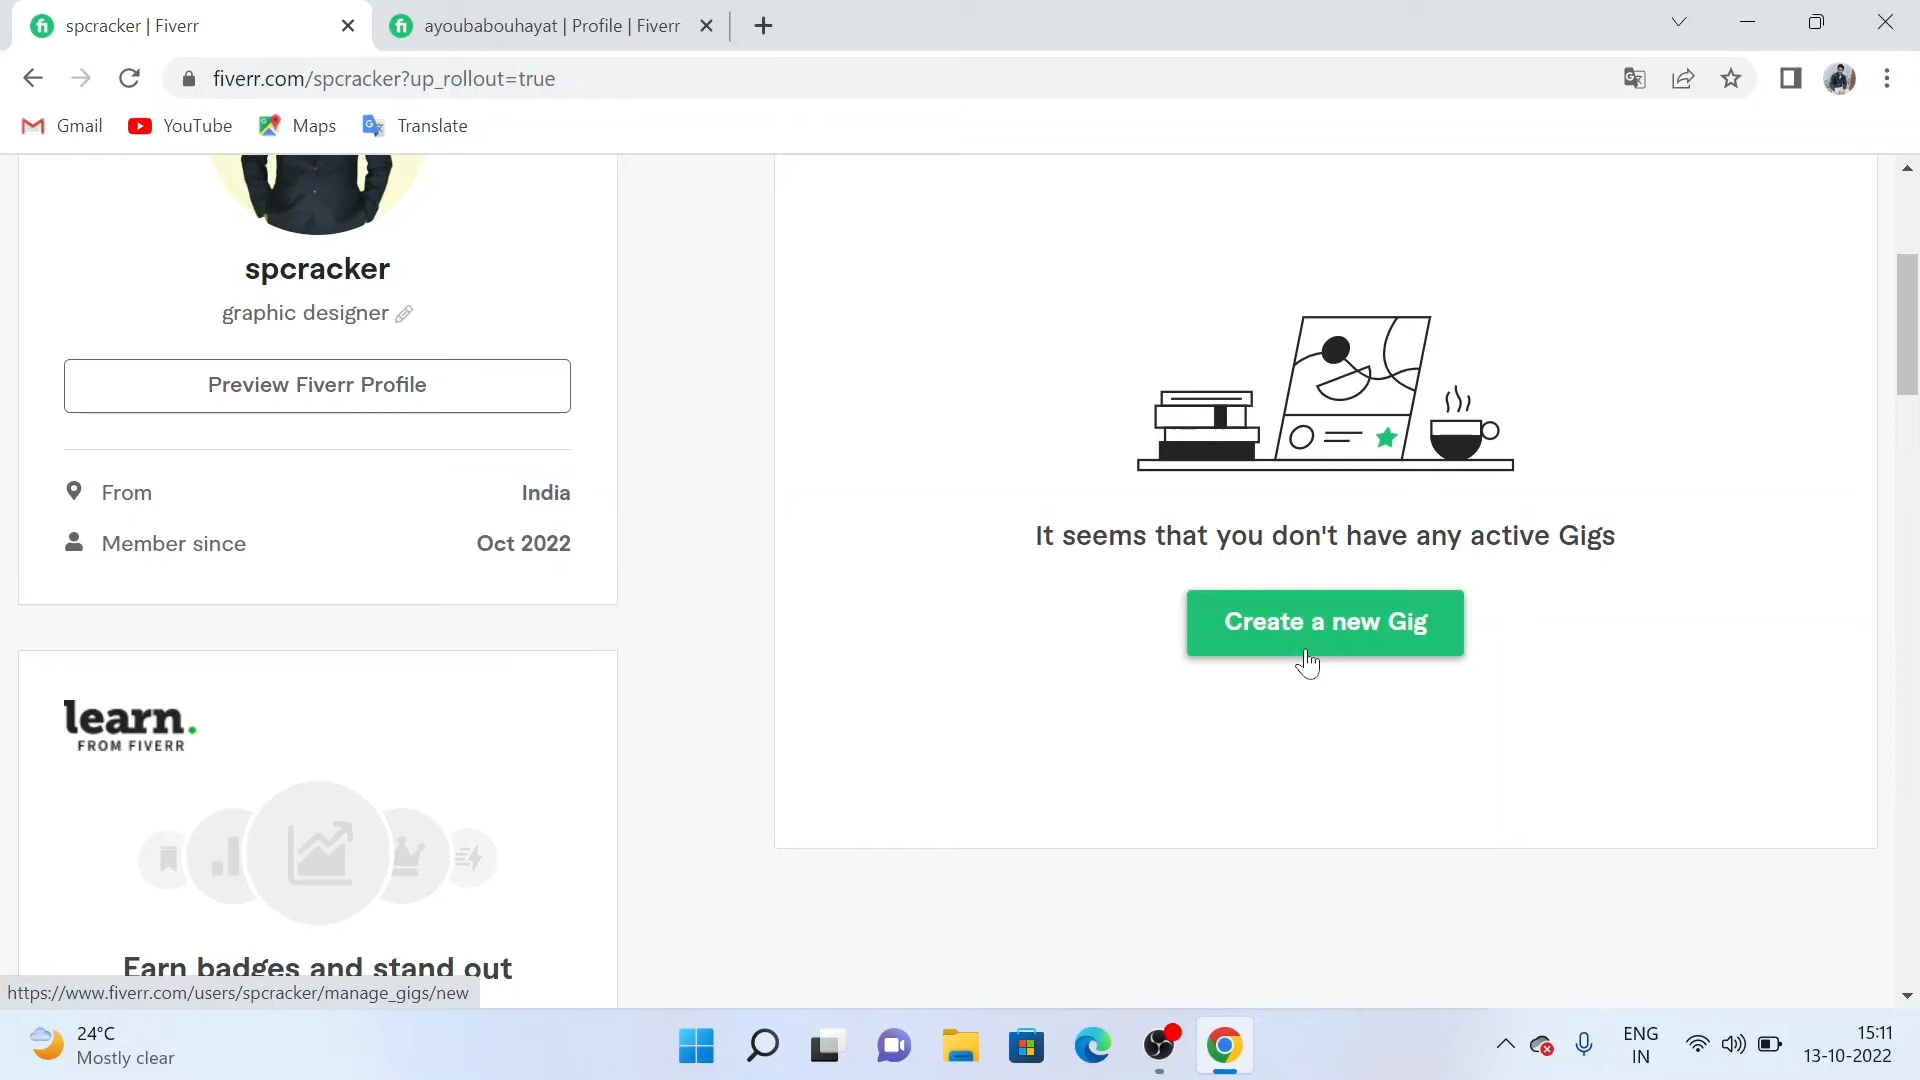 spcracker | Fiverr
ayoubabouhayat | Profile | Fiverr
fiverr.com/spcracker?up_rollout=true
Gmail
YouTube
Maps
Translate
spcracker
graphic designer
Preview Fiverr Profile
From India
Member since Oct 2022
It seems that you don't have any active Gigs
Create a new Gig
learn.
FROM FIVERR
Earn badges and stand out
https://www.fiverr.com/users/spcracker/manage_gigs/new
24°C
Mostly clear
ENG
IN
15:11
13-10-2022